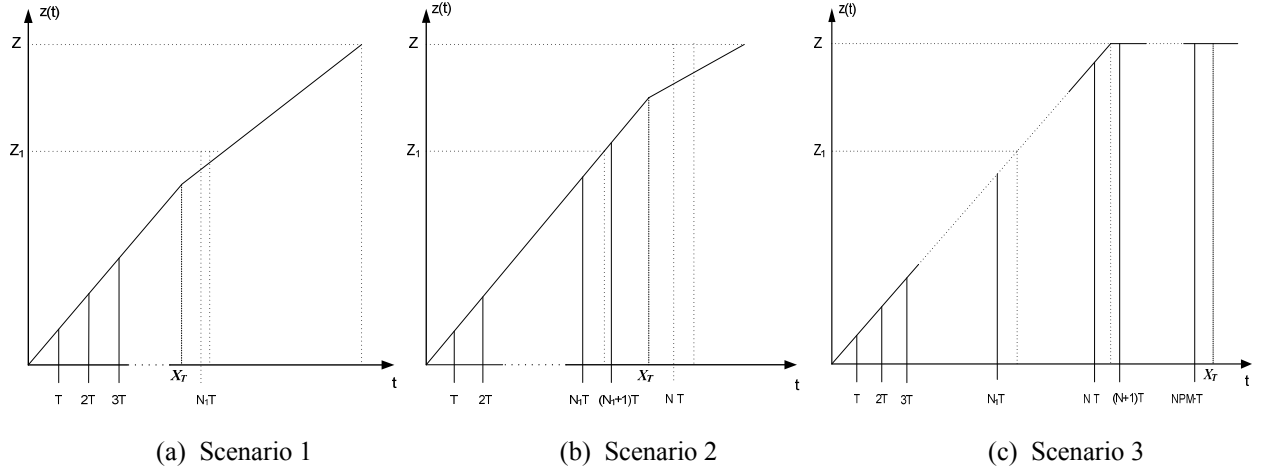 z(t)
Z
Z₁
X_T
t
T 2T 3T N₁T
(a) Scenario 1
z(t)
Z
Z₁
X_T
t
T 2T N₁T (N₁+1)T N T
(b) Scenario 2
z(t)
Z
Z₁
X_T
t
T 2T 3T N₁T N T (N+1)T NPM·T
(c) Scenario 3